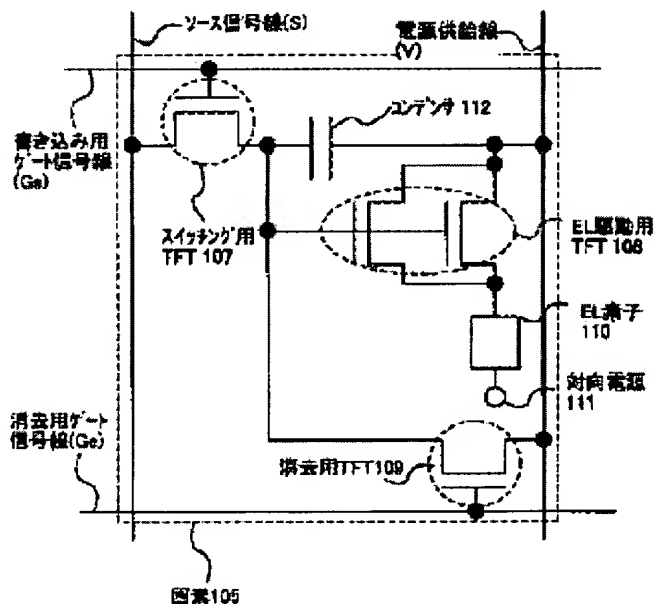 ソース信号線(S)
電源供給線
(V)
コンデンサ 112
書き込み用
ゲート信号線
(Ga)
スイッチング用
TFT 107
EL駆動用
TFT 108
EL素子
110
対向電源
111
消去用ゲート
信号線(Ge)
消去用TFT109
画素105